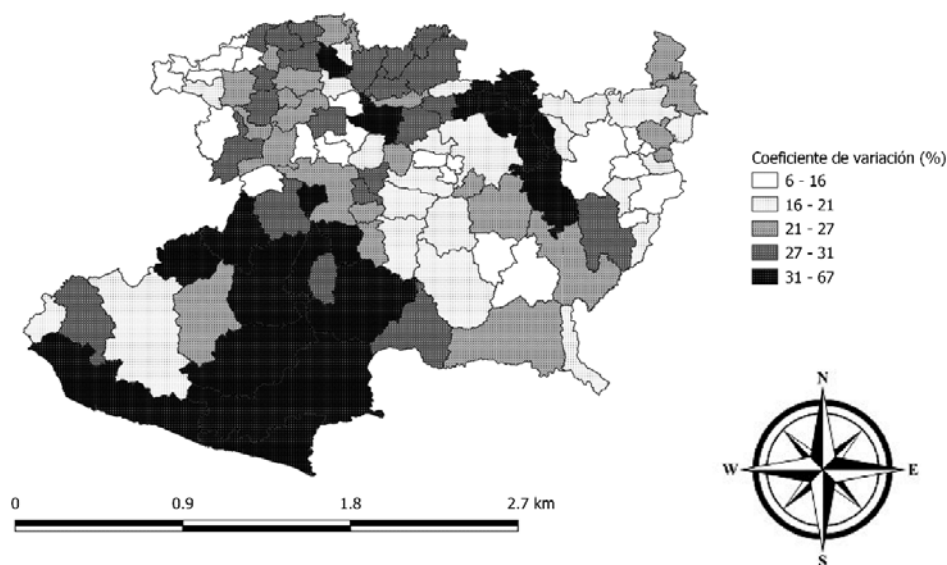 Coeficiente de variación (%)
6 - 16
16 - 21
21 - 27
27 - 31
31 - 67
N
W E
S
0 0.9 1.8 2.7 km